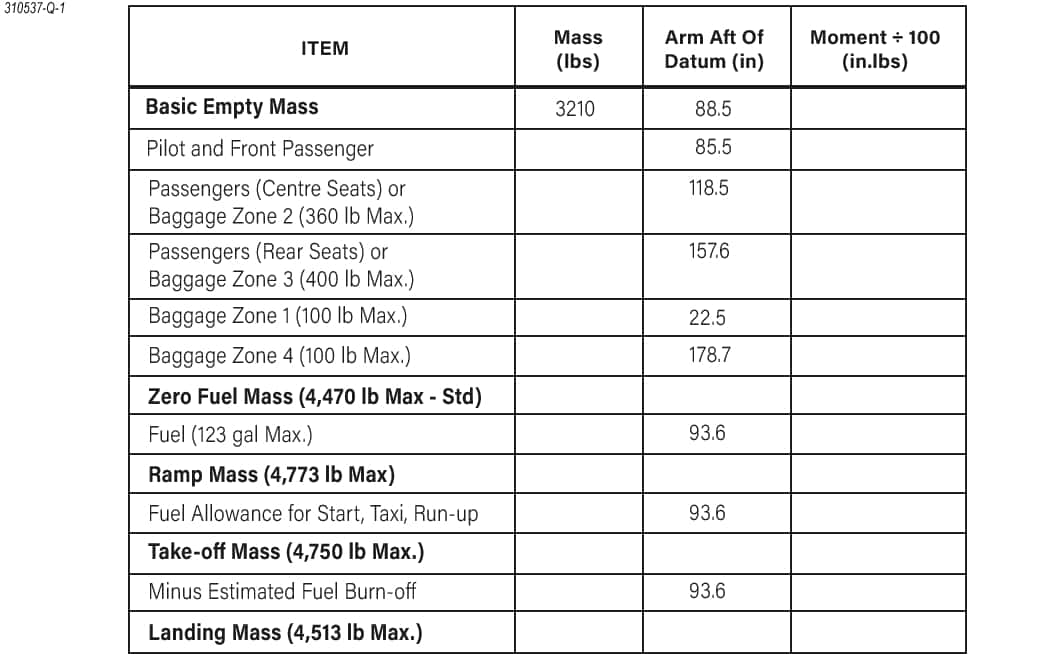 310537-Q-1
ITEM
Mass
(lbs)
Arm Aft Of
Datum (in)
Moment ÷ 100
(in.lbs)
Basic Empty Mass 3210 88.5
Pilot and Front Passenger 85.5
Passengers (Centre Seats) or 118.5
Baggage Zone 2 (360 lb Max.)
Passengers (Rear Seats) or 157.6
Baggage Zone 3 (400 lb Max.)
Baggage Zone 1 (100 lb Max.) 22.5
Baggage Zone 4 (100 lb Max.) 178.7
Zero Fuel Mass (4,470 lb Max - Std)
Fuel (123 gal Max.) 93.6
Ramp Mass (4,773 lb Max)
Fuel Allowance for Start, Taxi, Run-up 93.6
Take-off Mass (4,750 lb Max.)
Minus Estimated Fuel Burn-off 93.6
Landing Mass (4,513 lb Max.)